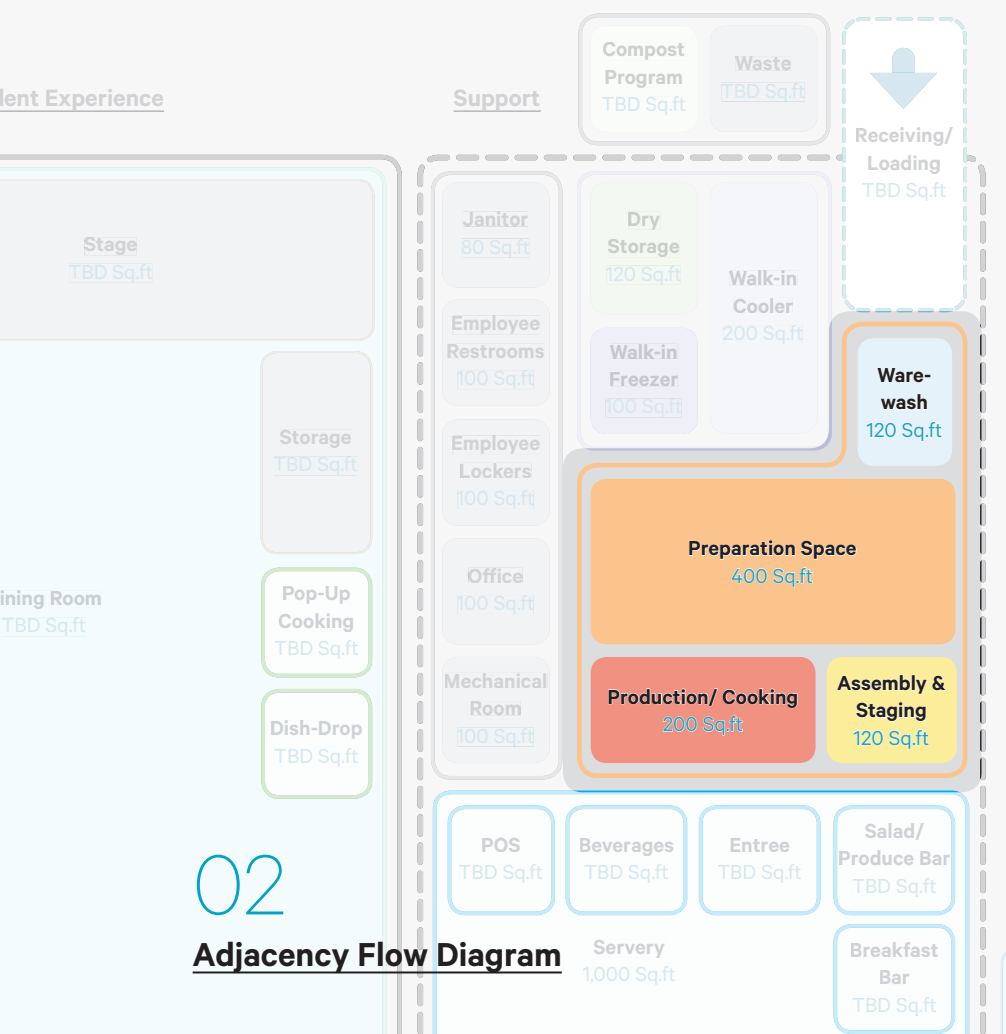 Compost
Program
TBD Sq.ft
Waste
TBD Sq.ft
Receiving/
Loading
TBD Sq.ft
lent Experience
Support
Stage
TBD Sq.ft
Storage
TBD Sq.ft
ining Room
TBD Sq.ft
Pop-Up
Cooking
TBD Sq.ft
Dish-Drop
TBD Sq.ft
Janitor
80 Sq.ft
Employee
Restrooms
100 Sq.ft
Employee
Lockers
100 Sq.ft
Office
100 Sq.ft
Mechanical
Room
100 Sq.ft
Dry
Storage
120 Sq.ft
Walk-in
Freezer
100 Sq.ft
Walk-in
Cooler
200 Sq.ft
Ware-
wash
120 Sq.ft
Preparation Space
400 Sq.ft
Production/ Cooking
200 Sq.ft
Assembly &
Staging
120 Sq.ft
POS
TBD Sq.ft
Beverages
TBD Sq.ft
Entree
TBD Sq.ft
Salad/
Produce Bar
TBD Sq.ft
Servery
1,000 Sq.ft
Breakfast
Bar
TBD Sq.ft
02
Adjacency Flow Diagram